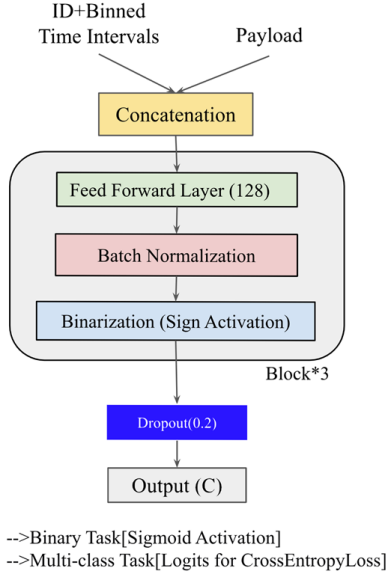 ID+Binned
Time Intervals
Payload
Concatenation
Feed Forward Layer (128)
Batch Normalization
Binarization (Sign Activation)
Block*3
Dropout(0.2)
Output (C)
-->Binary Task[Sigmoid Activation]
-->Multi-class Task[Logits for CrossEntropyLoss]